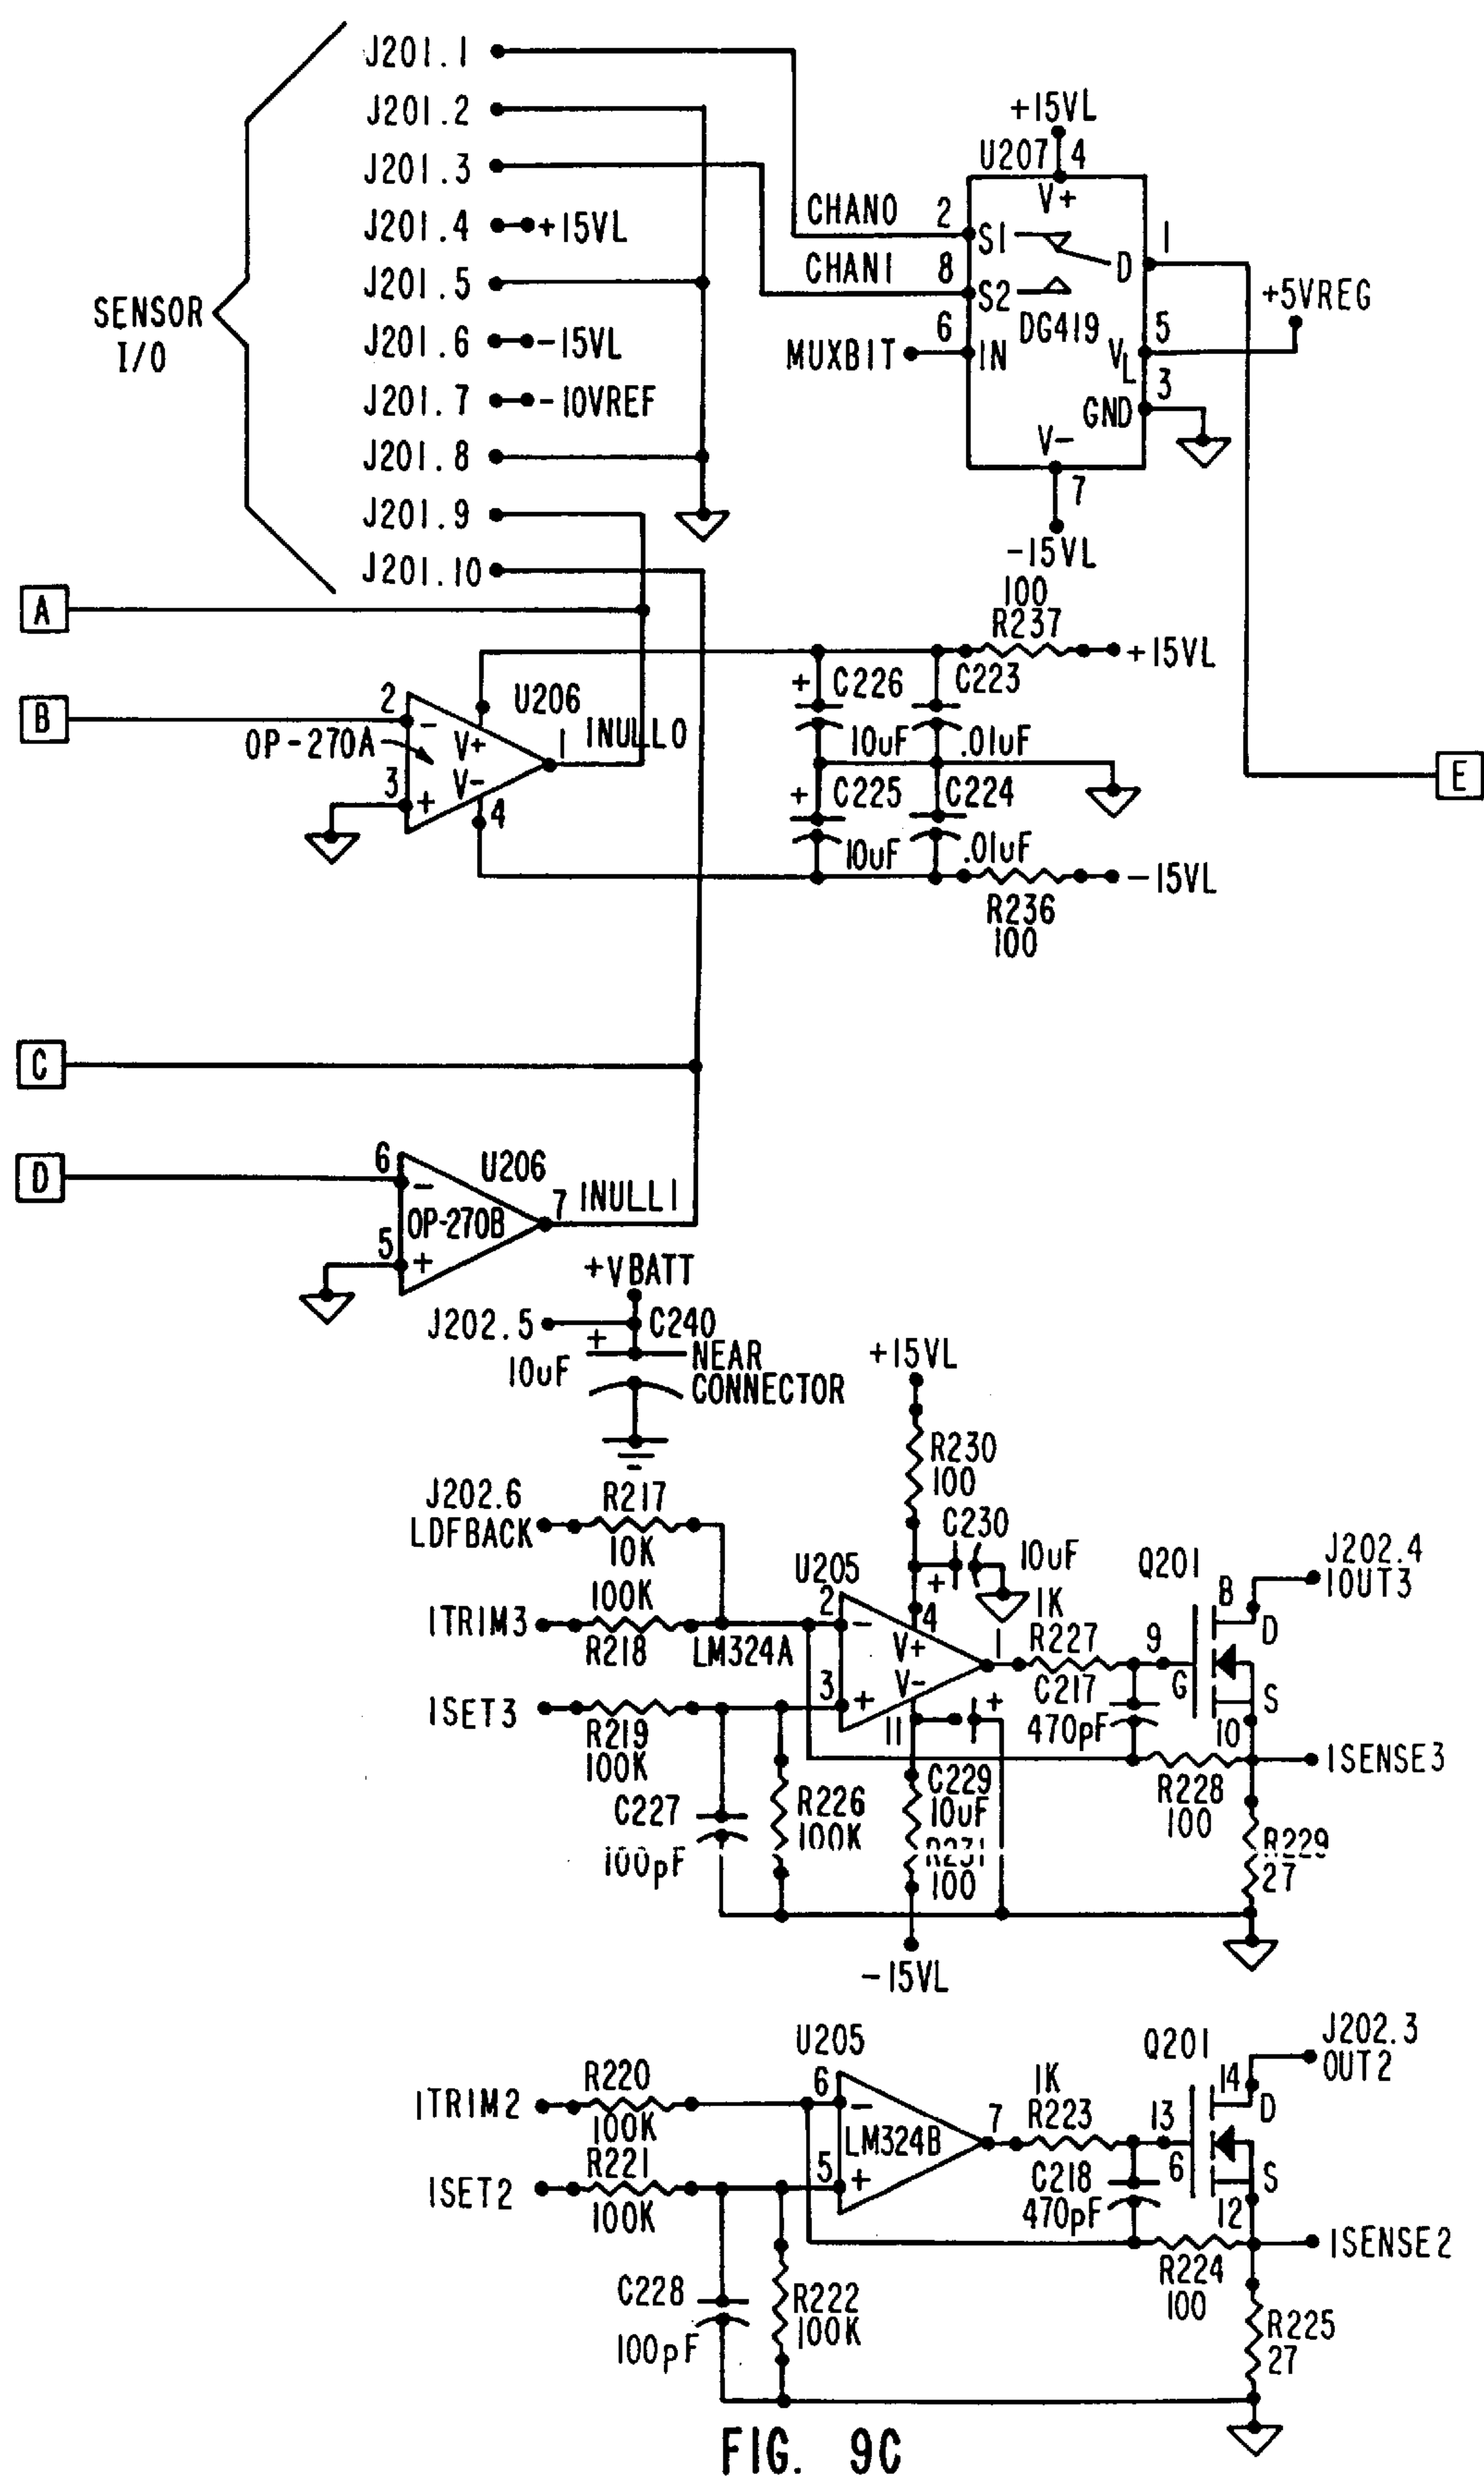 J201.1
J201.2
J201.3
J201.4
+15VL
J201.5
J201.6
-15VL
J201.7
-10VREF
J201.8
J201.9
J201.10
SENSOR
I/O
+15VL
U207
4
V+
CHAN0
2
S1
D
1
CHAN1
8
S2
DG419
+5VREG
6
5
MUXBIT
IN
VL
3
GND
V-
7
-15VL
A
B
100
R237
+15VL
2
-
OP-270A
U206
V+
V-
1
INULL0
3
+
4
+
C226
10uF
C223
.01uF
+
C225
10uF
C224
.01uF
E
-15VL
R236
100
C
D
6
-
U206
OP-270B
7
INULL1
5
+
+VBATT
J202.5
C240
+
10uF
NEAR
CONNECTOR
+15VL
R230
100
J202.6
LDFBACK
R217
10K
C230
10uF
+
U205
Q201
J202.4
IOUT3
100K
ITRIM3
R218
LM324A
2
-
4
V+
V-
1
1K
R227
9
8
D
G
S
10
ISET3
R219
100K
3
+
11
+
C217
470pF
ISENSE3
C227
100pF
R226
100K
C229
10uF
R231
100
R228
100
R229
27
-15VL
U205
Q201
J202.3
OUT2
ITRIM2
R220
100K
6
-
LM324B
7
1K
R223
13
14
D
6
S
12
ISET2
R221
100K
5
+
C218
470pF
ISENSE2
C228
100pF
R222
100K
R224
100
R225
27
FIG. 9C